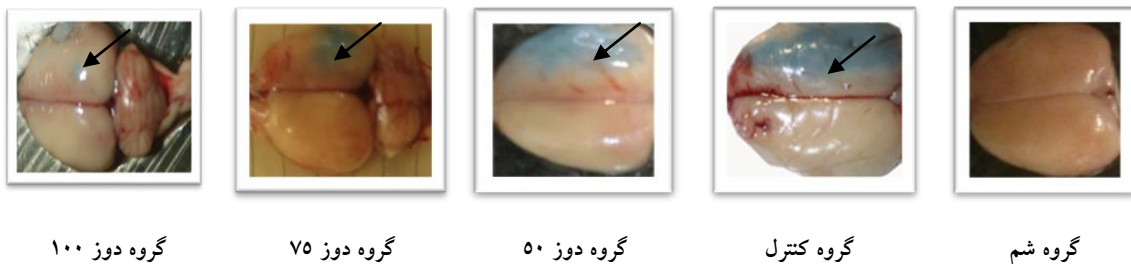 گروه شم گروه کنترل گروه دوز ۵۰ گروه دوز ۷۵ گروه دوز ۱۰۰